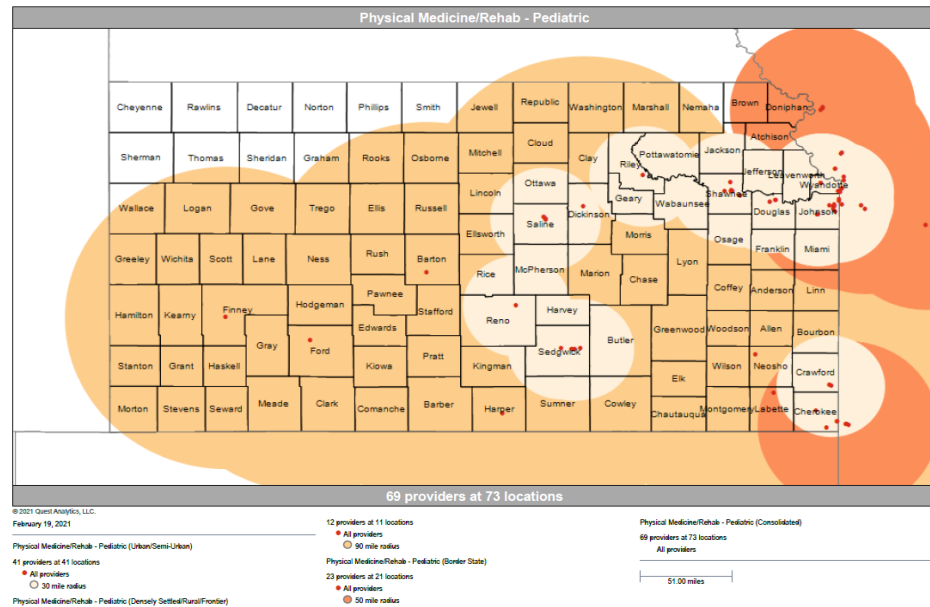 Physical Medicine/Rehab - Pediatric
Cheyenne Rawlins Decatur Norton Phillips Smith Jewell Republic Washington Marshall Nemaha Brown Doniphan
Atchison
Sherman Thomas Sheridan Graham Rooks Osborne Mitchell Cloud Clay Riley Pottawatomie Jackson Jefferson Leavenworth
Wyandotte
Wallace Logan Gove Trego Ellis Russell Lincoln Ottawa Dickinson Geary Wabaunsee Shawnee Douglas Johnson
Saline
Greeley Wichita Scott Lane Ness Rush Barton Ellsworth McPherson Marion Morris Chase Lyon Osage Franklin Miami
Rice
Hamilton Kearny Finney Hodgeman Pawnee Stafford Reno Harvey Coffey Anderson Linn
Gray Ford Edwards Sedgwick Butler Greenwood Woodson Allen Bourbon
Stanton Grant Haskell Kiowa Pratt Kingman Elk Wilson Neosho Crawford
Morton Stevens Seward Meade Clark Comanche Barber Harper Sumner Cowley Chautauqua Montgomery Labette Cherokee
69 providers at 73 locations
© 2021 Quest Analytics, LLC.
February 19, 2021
Physical Medicine/Rehab - Pediatric (Urban/Semi-Urban)
41 providers at 41 locations
All providers
30 mile radius
Physical Medicine/Rehab - Pediatric (Densely Settled/Rural/Frontier)
12 providers at 11 locations
All providers
90 mile radius
Physical Medicine/Rehab - Pediatric (Border State)
23 providers at 21 locations
All providers
50 mile radius
Physical Medicine/Rehab - Pediatric (Consolidated)
69 providers at 73 locations
All providers
51.00 miles